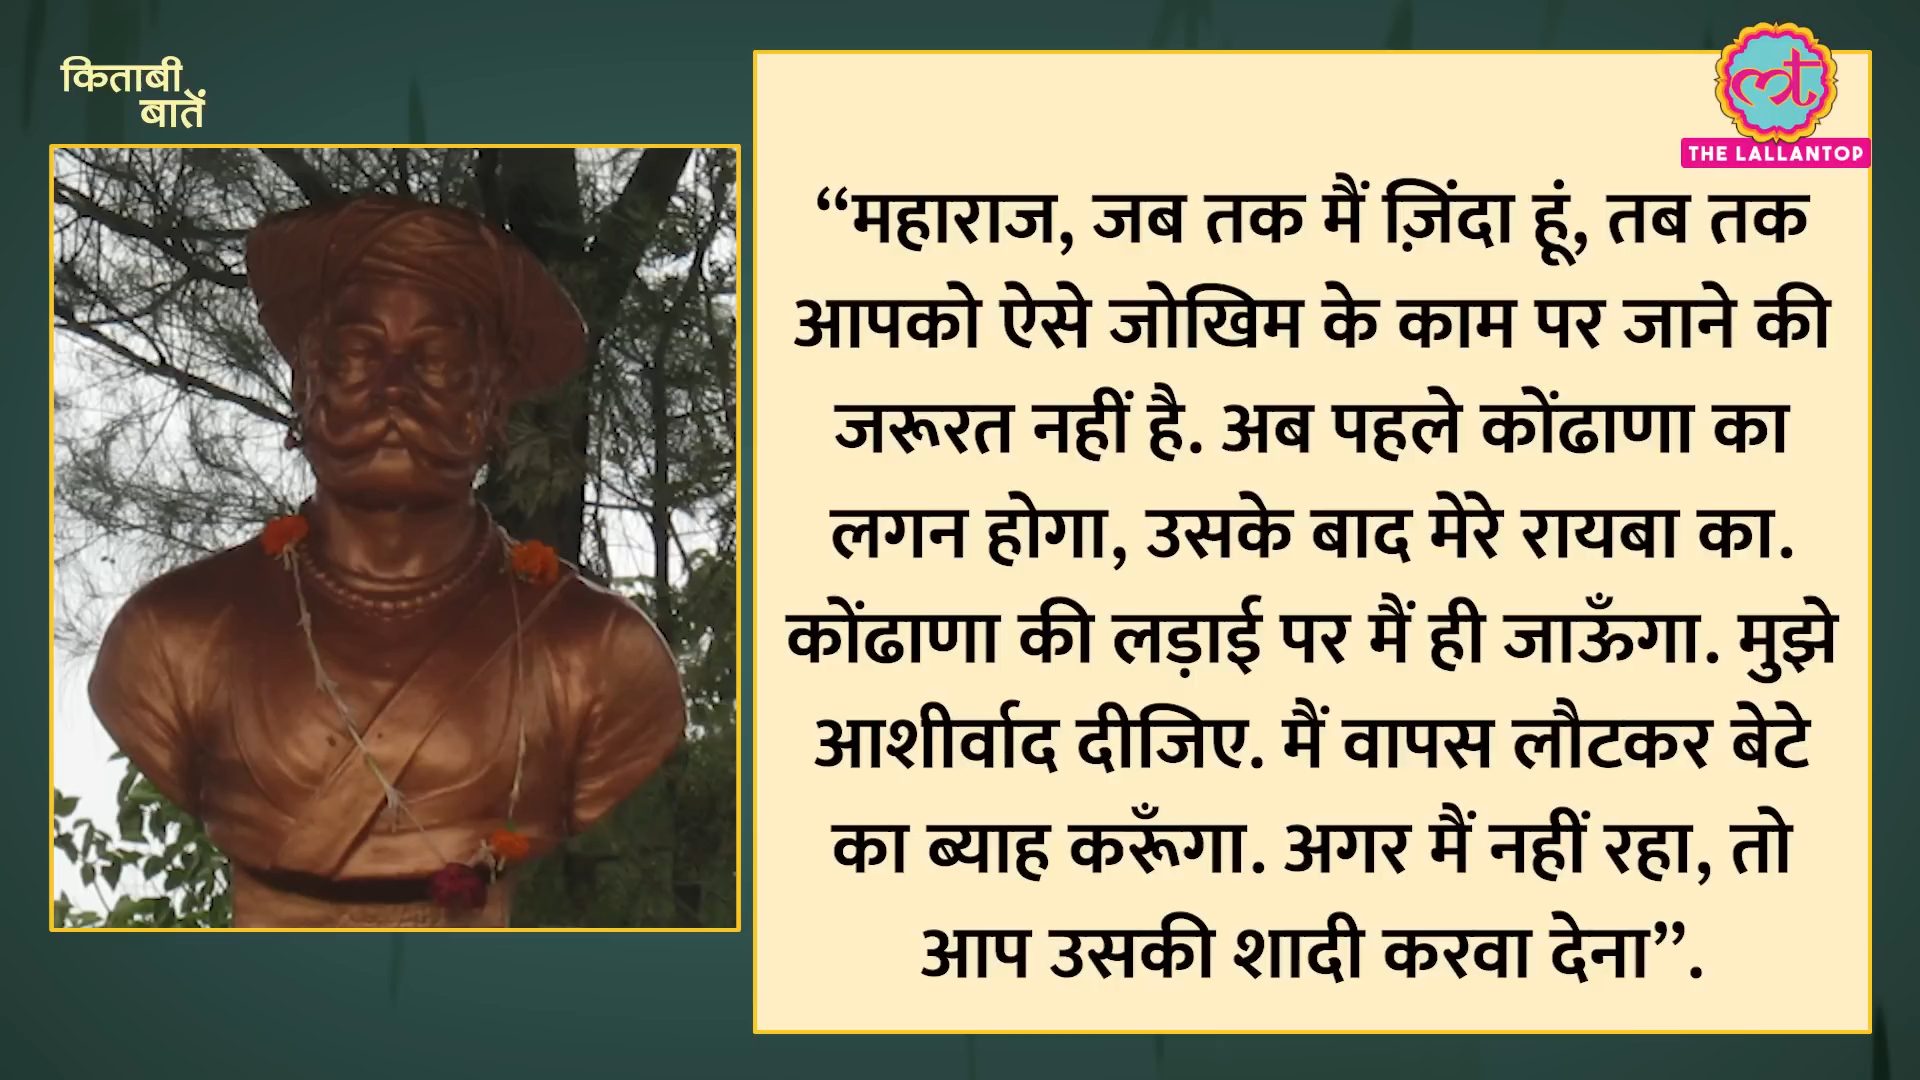 किताबी
बातें
THE LALLANTOP
“महाराज, जब तक मैं ज़िंदा हूं, तब तक
आपको ऐसे जोखिम के काम पर जाने की
जरूरत नहीं है. अब पहले कोंढाणा का
लगन होगा, उसके बाद मेरे रायबा का.
कोंढाणा की लड़ाई पर मैं ही जाऊँगा. मुझे
आशीर्वाद दीजिए. मैं वापस लौटकर बेटे
का ब्याह करूँगा. अगर मैं नहीं रहा, तो
आप उसकी शादी करवा देना”.